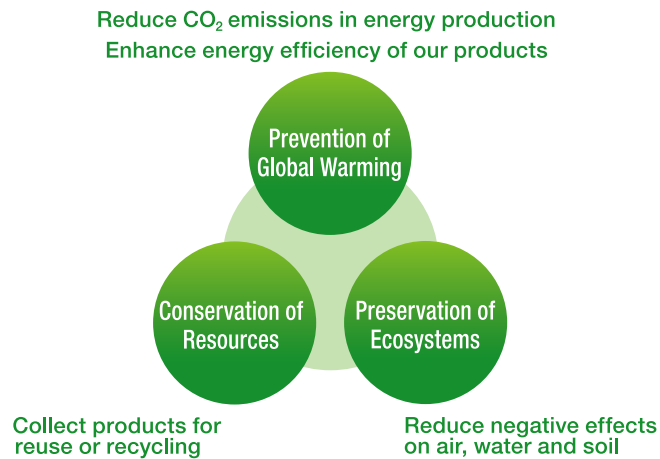 Reduce CO₂ emissions in energy production
Enhance energy efficiency of our products
Prevention of
Global Warming
Conservation of
Resources
Preservation of
Ecosystems
Collect products for
reuse or recycling
Reduce negative effects
on air, water and soil